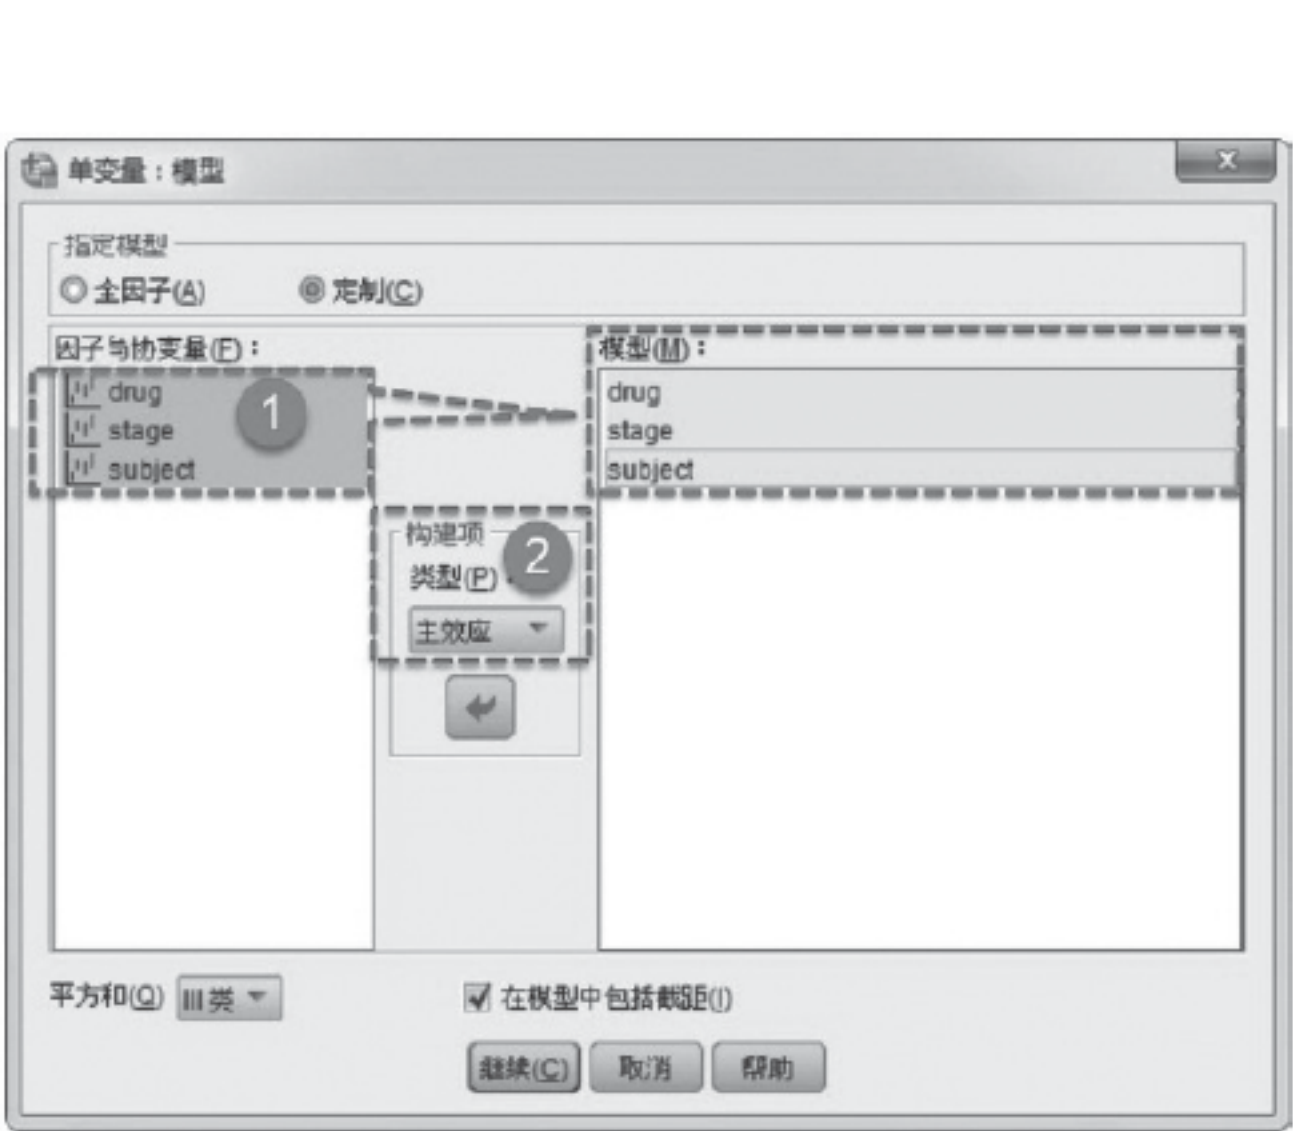 单变量：模型
x
指定模型
全因子(A)
定制(C)
因子与协变量(F)：
模型(M)：
drug
stage
subject
1
drug
stage
subject
构建项
2
类型(P)：
主效应
平方和(Q)
III类
在模型中包括截距(I)
继续(C)
取消
帮助